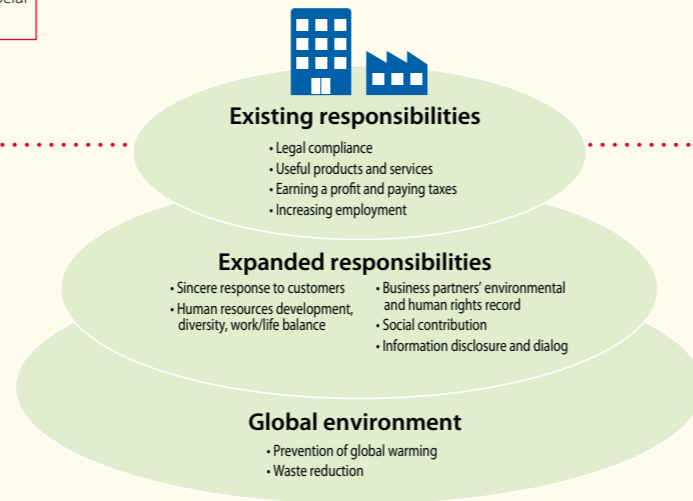 Existing responsibilities
• Legal compliance
• Useful products and services
• Earning a profit and paying taxes
• Increasing employment
Expanded responsibilities
• Sincere response to customers
• Human resources development,
diversity, work/life balance
• Business partners' environmental
and human rights record
• Social contribution
• Information disclosure and dialog
Global environment
• Prevention of global warming
• Waste reduction